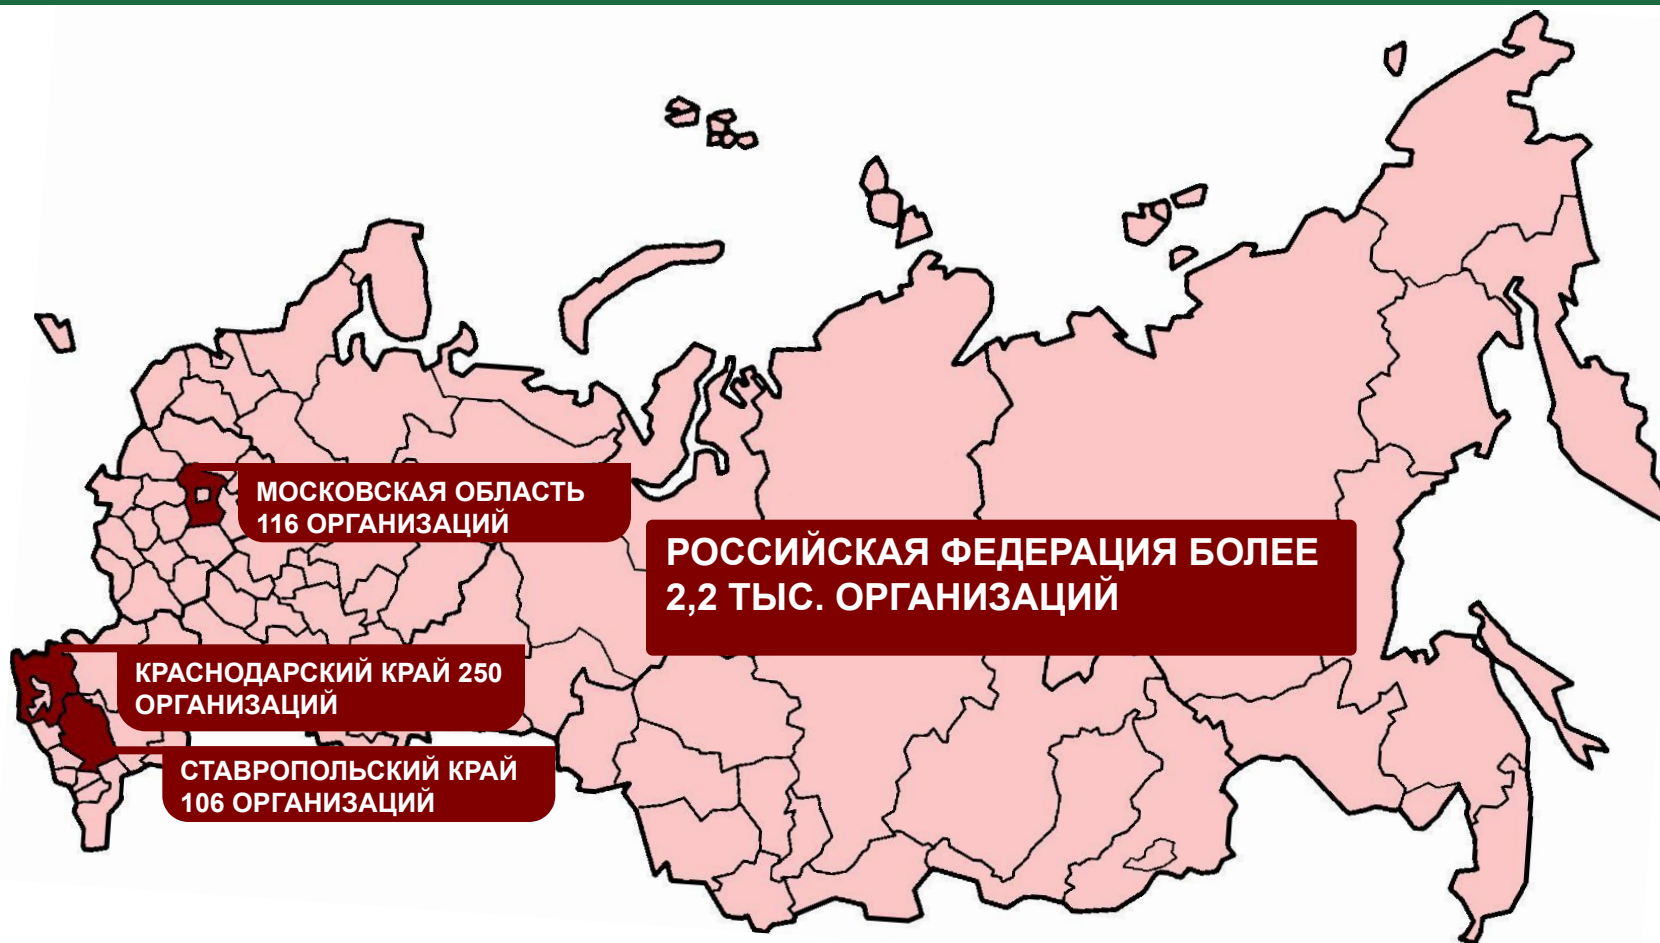 МОСКОВСКАЯ ОБЛАСТЬ
116 ОРГАНИЗАЦИЙ
РОССИЙСКАЯ ФЕДЕРАЦИЯ БОЛЕЕ
2,2 ТЫС. ОРГАНИЗАЦИЙ
КРАСНОДАРСКИЙ КРАЙ 250
ОРГАНИЗАЦИЙ
СТАВРОПОЛЬСКИЙ КРАЙ
106 ОРГАНИЗАЦИЙ